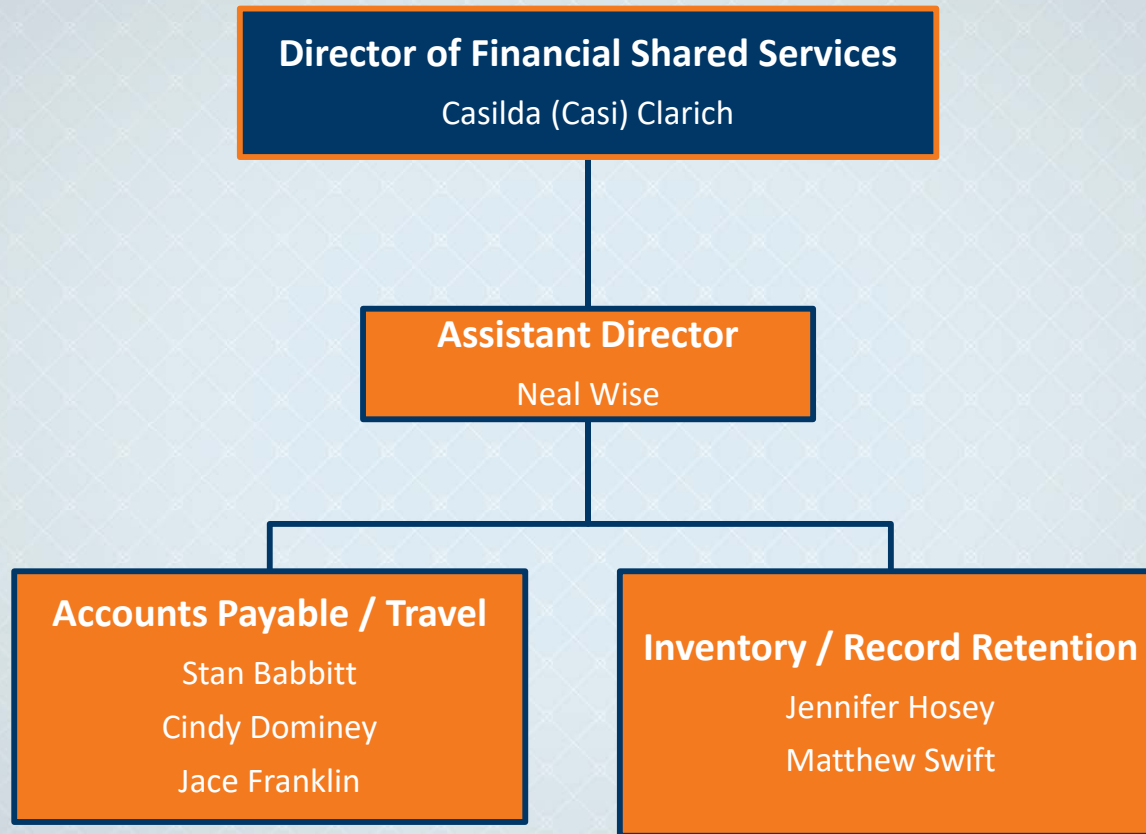 Director of Financial Shared Services
Casilda (Casi) Clarich
Assistant Director
Neal Wise
Accounts Payable / Travel
Stan Babbitt
Cindy Dominey
Jace Franklin
Inventory / Record Retention
Jennifer Hosey
Matthew Swift